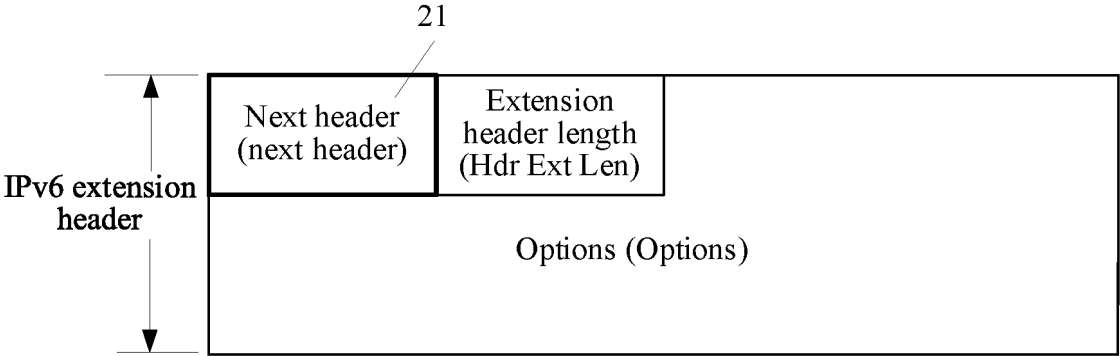 21
Next header
(next header)
Extension
header length
(Hdr Ext Len)
IPv6 extension
header
Options (Options)